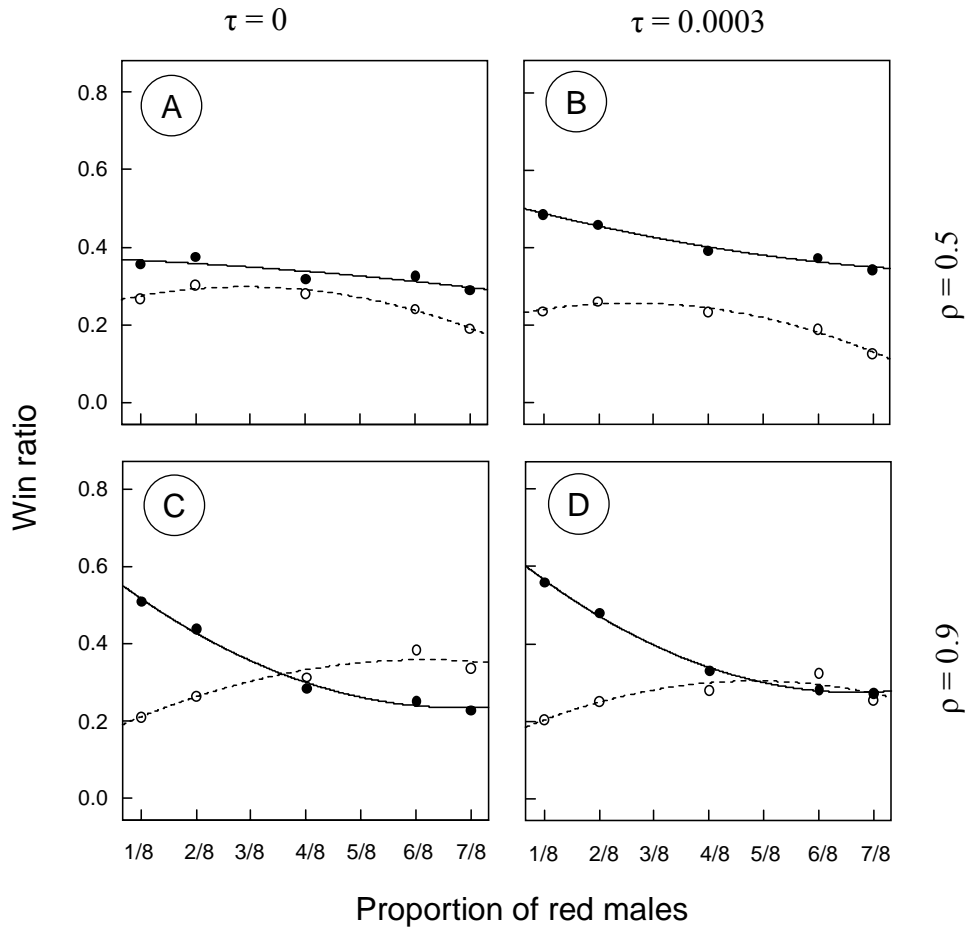 τ = 0
τ = 0.0003
A
B
0.8
0.6
0.4
0.2
0.0
ρ = 0.5
Win ratio
C
D
0.8
0.6
0.4
0.2
0.0
ρ = 0.9
1/8 2/8 3/8 4/8 5/8 6/8 7/8
1/8 2/8 3/8 4/8 5/8 6/8 7/8
Proportion of red males